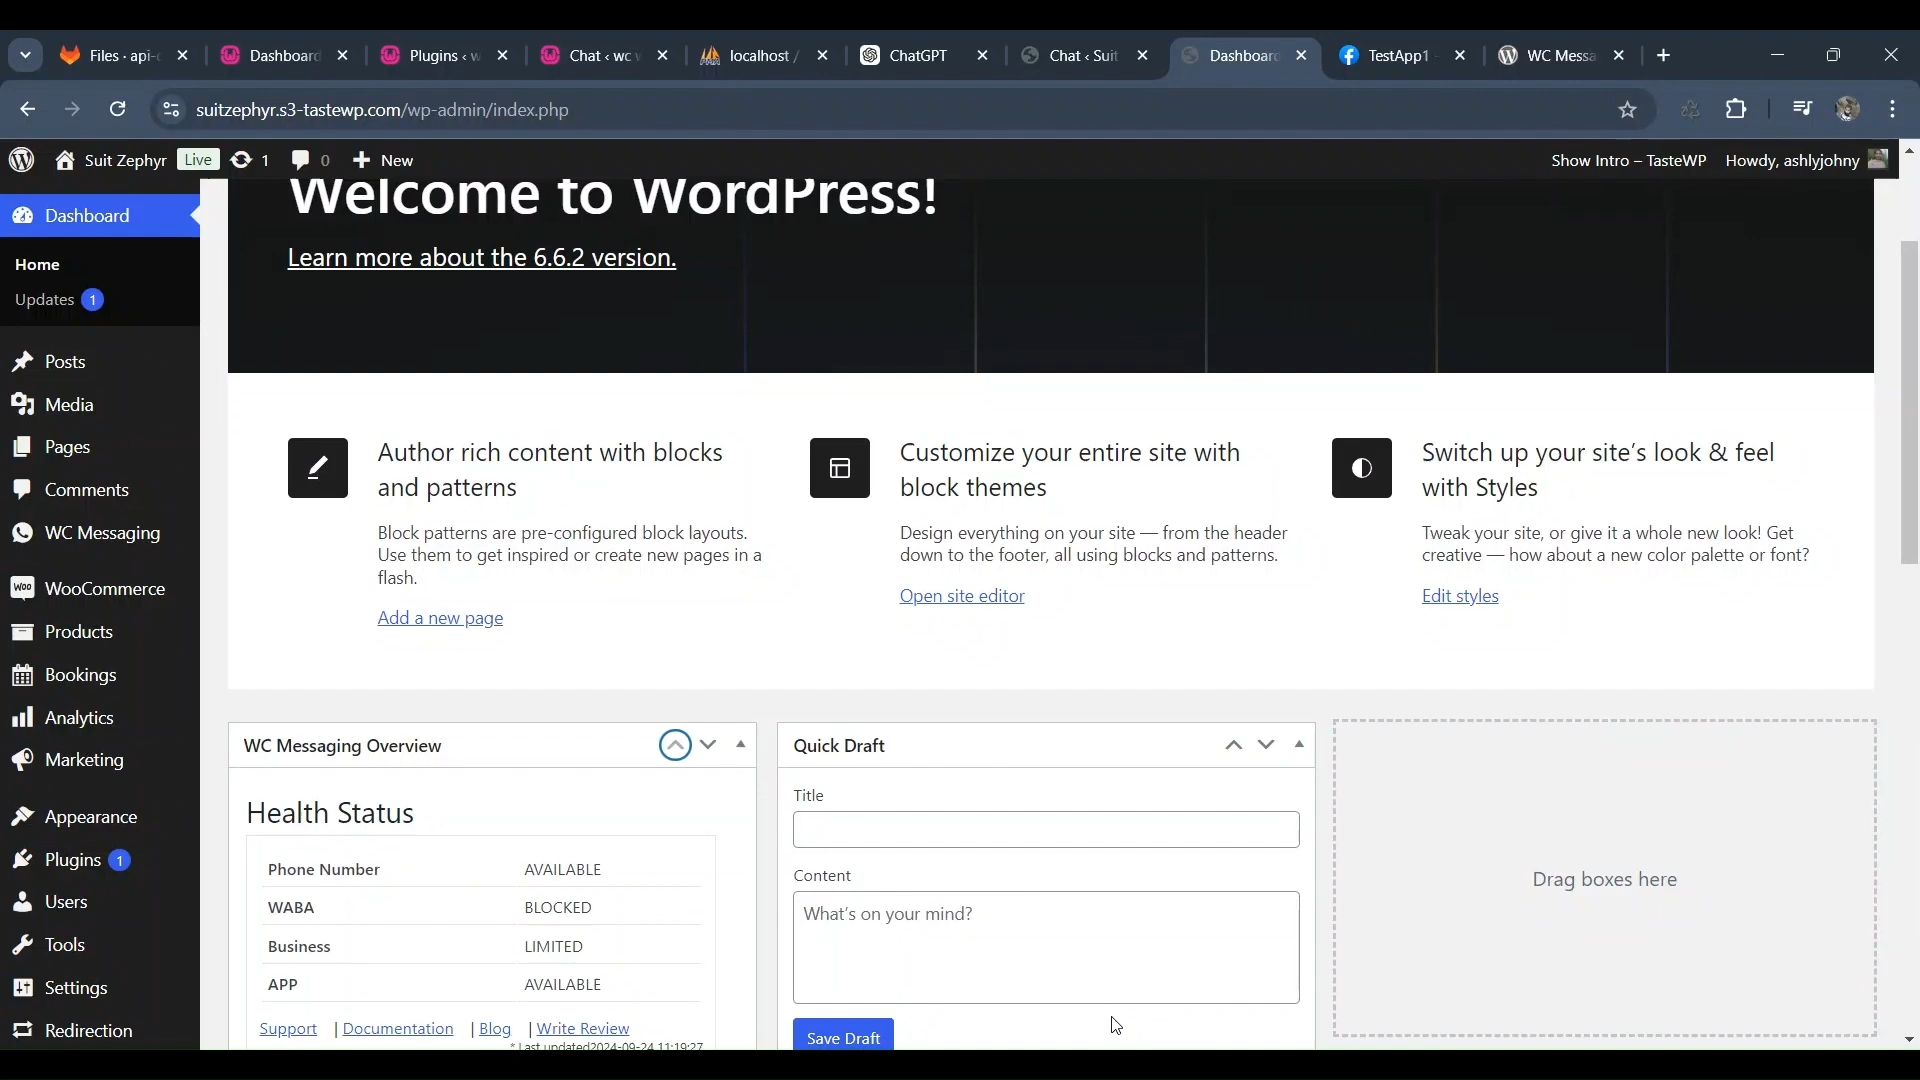 Files · api-
Dashboard
Plugins ‹ w
Chat ‹ wc
localhost /
ChatGPT
Chat ‹ Suit
Dashboard
TestApp1 -
WC Messa
suitzephyr.s3-tastewp.com/wp-admin/index.php
Suit Zephyr
Live
1
0
New
Show Intro – TasteWP
Howdy, ashlyjohny
Dashboard
Home
Updates 1
Posts
Media
Pages
Comments
WC Messaging
Woo
WooCommerce
Products
Bookings
Analytics
Marketing
Appearance
Plugins 1
Users
Tools
Settings
Redirection
Welcome to WordPress!
Learn more about the 6.6.2 version.
Author rich content with blocks
and patterns
Block patterns are pre-configured block layouts.
Use them to get inspired or create new pages in a
flash.
Add a new page
Customize your entire site with
block themes
Design everything on your site — from the header
down to the footer, all using blocks and patterns.
Open site editor
Switch up your site’s look & feel
with Styles
Tweak your site, or give it a whole new look! Get
creative — how about a new color palette or font?
Edit styles
WC Messaging Overview
Health Status
Phone Number AVAILABLE
WABA BLOCKED
Business LIMITED
APP AVAILABLE
Support | Documentation | Blog | Write Review
* Last updated2024-09-24 11:19:27
Quick Draft
Title
Content
What’s on your mind?
Save Draft
Drag boxes here